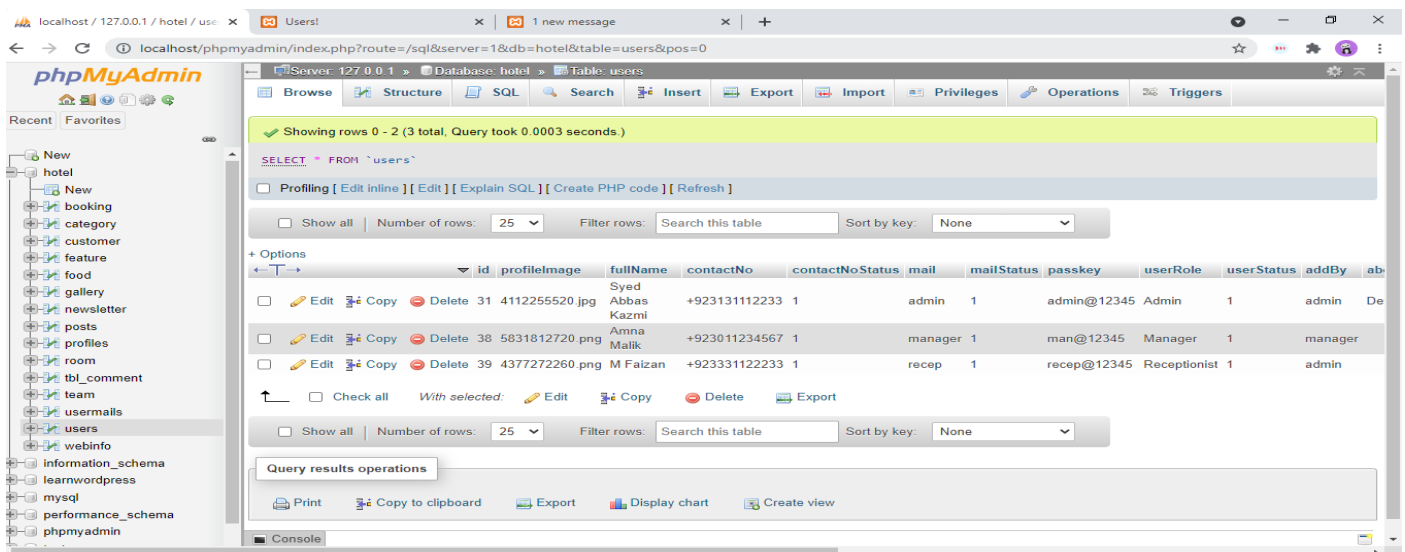 localhost / 127.0.0.1 / hotel / use
Users!
1 new message
localhost/phpmyadmin/index.php?route=/sql&server=1&db=hotel&table=users&pos=0
phpMyAdmin
Recent Favorites
New
hotel
New
booking
category
customer
feature
food
gallery
newsletter
posts
profiles
room
tbl_comment
team
usermails
users
webinfo
information_schema
learnwordpress
mysql
performance_schema
phpmyadmin
Server: 127.0.0.1 » Database: hotel » Table: users
Browse Structure SQL Search Insert Export Import Privileges Operations Triggers
Showing rows 0 - 2 (3 total, Query took 0.0003 seconds.)
SELECT * FROM `users`
Profiling [ Edit inline ] [ Edit ] [ Explain SQL ] [ Create PHP code ] [ Refresh ]
Show all | Number of rows: 25 Filter rows: Search this table Sort by key: None
+ Options
id profileImage fullName contactNo contactNoStatus mail mailStatus passkey userRole userStatus addBy ab
Edit Copy Delete 31 4112255520.jpg Syed Abbas Kazmi +923131112233 1 admin 1 admin@12345 Admin 1 admin De
Edit Copy Delete 38 5831812720.png Amna Malik +923011234567 1 manager 1 man@12345 Manager 1 manager
Edit Copy Delete 39 4377272260.png M Faizan +923331122233 1 recep 1 recep@12345 Receptionist 1 admin
Check all With selected: Edit Copy Delete Export
Show all | Number of rows: 25 Filter rows: Search this table Sort by key: None
Query results operations
Print Copy to clipboard Export Display chart Create view
Console